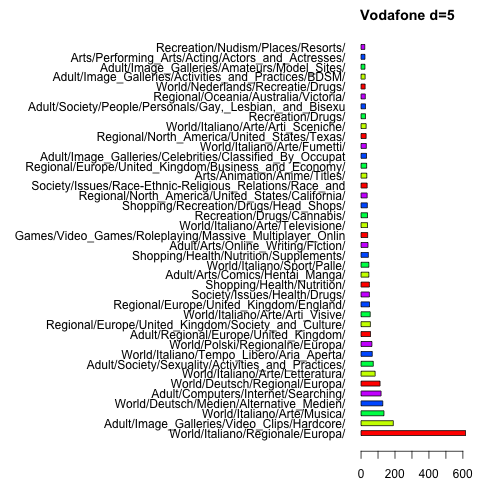 Vodafone d=5
Recreation/Nudism/Places/Resorts/
Arts/Performing_Arts/Acting/Actors_and_Actresses/
Adult/Image_Galleries/Amateurs/Model_Sites/
Adult/Image_Galleries/Activities_and_Practices/BDSM/
World/Nederlands/Recreatie/Drugs/
Regional/Oceania/Australia/Victoria/
Adult/Society/People/Personals/Gay,_Lesbian,_and_Bisexu
Recreation/Drugs/
World/Italiano/Arte/Arti_Sceniche/
Regional/North_America/United_States/Texas/
World/Italiano/Arte/Fumetti/
Adult/Image_Galleries/Celebrities/Classified_By_Occupat
Regional/Europe/United_Kingdom/Business_and_Economy/
Arts/Animation/Anime/Titles/
Society/Issues/Race-Ethnic-Religious_Relations/Race_and
Regional/North_America/United_States/California/
Shopping/Recreation/Drugs/Head_Shops/
Recreation/Drugs/Cannabis/
World/Italiano/Arte/Televisione/
Games/Video_Games/Roleplaying/Massive_Multiplayer_Onlin
Adult/Arts/Online_Writing/Fiction/
Shopping/Health/Nutrition/Supplements/
World/Italiano/Sport/Palle/
Adult/Arts/Comics/Hentai_Manga/
Shopping/Health/Nutrition/
Society/Issues/Health/Drugs/
Regional/Europe/United_Kingdom/England/
World/Italiano/Arte/Arti_Visive/
Regional/Europe/United_Kingdom/Society_and_Culture/
Adult/Regional/Europe/United_Kingdom/
World/Polski/Regionalne/Europa/
World/Italiano/Tempo_Libero/Aria_Aperta/
Adult/Society/Sexuality/Activities_and_Practices/
World/Italiano/Arte/Letteratura/
World/Deutsch/Regional/Europa/
Adult/Computers/Internet/Searching/
World/Deutsch/Medien/Alternative_Medien/
World/Italiano/Arte/Musica/
Adult/Image_Galleries/Video_Clips/Hardcore/
World/Italiano/Regionale/Europa/
0 200 400 600